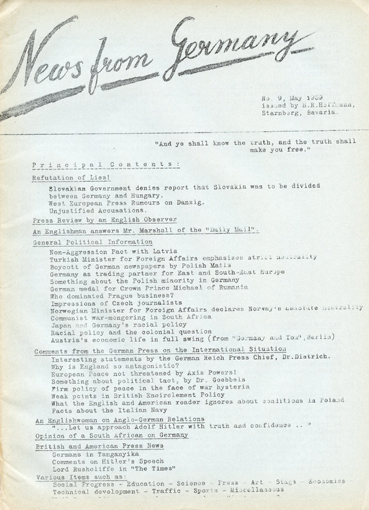 News from Germany
No. 9, May 1939
Issued by H.R.Hoffmann,
Starnberg, Bavaria.
"And ye shall know the truth, and the truth shall
make you free."
Principal Contents:
Refutation of Lies!
Slovakian Government denies report that Slovakia was to be divided
between Germany and Hungary.
West European Press Rumours on Danzig.
Unjustified Accusations.
Press Review by an English Observer
An Englishman answers Mr. Marshall of the "Daily Mail".
General Political Information
Non-Aggression Pact with Latvia
Turkish Minister for Foreign Affairs emphasizes strict neutrality
Boycott of German newspapers by Polish Mails
Germany as trading partner for East and South-East Europe
Something about the Polish minority in Germany
German medal for Crown Prince Michael of Rumania
Who dominated Prague business?
Impressions of Czech journalists
Norwegian Minister for Foreign Affairs declares Norway's absolute neutrality
Communist war-mongering in South Africa
Japan and Germany's racial policy
Racial policy and the colonial question
Austria's economic life in full swing (from "Germany and You", Berlin)
Comments from the German Press on the International Situation
Interesting statements by the German Reich Press Chief, Dr.Dietrich.
Why is England so antagonistic?
European Peace not threatened by Axis Powers!
Something about political tact, by Dr. Goebbels
Firm policy of peace in the face of war hysteria
Weak points in British Encirclement Policy
What the English and American reader ignores about conditions in Poland
Facts about the Italian Navy
An Englishwoman on Anglo-German Relations
"...Let us approach Adolf Hitler with truth and confidence .. "
Opinion of a South African on Germany
British and American Press News
Germans in Tanganyika
Comments on Hitler's Speech
Lord Rushcliffe in "The Times"
Various Items such as:
Social Progress - Education - Science - Press - Art - Stage - Economics
Technical development - Traffic - Sports - Miscellaneous